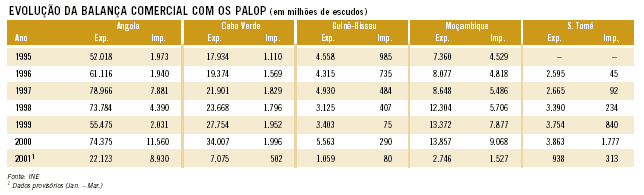 EVOLUÇÃO DA BALANÇA COMERCIAL COM OS PALOP (em milhões de escudos)
Angola Cabo Verde Guiné-Bissau Moçambique S. Tomé
Ano Exp. Imp. Exp. Imp. Exp. Imp. Exp. Imp. Exp. Imp.
1995 52.018 1.973 17.934 1.110 4.558 985 7.360 4.529 – –
1996 61.116 1.940 19.374 1.569 4.315 735 8.077 4.818 2.595 45
1997 78.966 7.881 21.901 1.829 4.930 484 8.648 5.486 2.665 92
1998 73.784 4.390 23.668 1.796 3.125 407 12.304 5.706 3.390 234
1999 55.475 2.031 27.754 1.952 3.403 75 13.372 7.877 3.754 840
2000 74.375 11.560 34.007 1.996 5.563 290 13.857 9.068 3.863 1.777
2001¹ 22.123 8.930 7.075 502 1.059 80 2.746 1.527 938 313
Fonte: INE
¹ Dados provisórios (Jan. – Mar.)